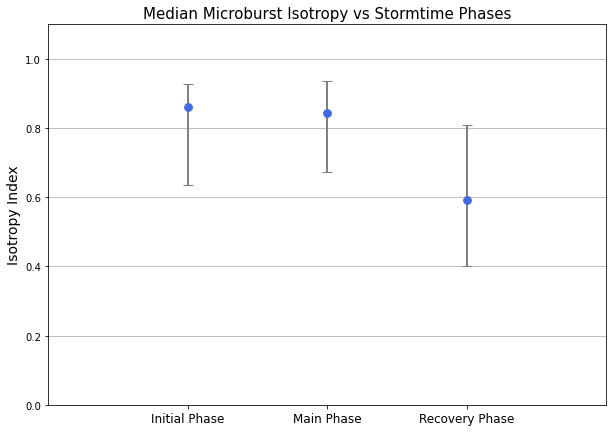 Median Microburst Isotropy vs Stormtime Phases
Isotropy Index
1.0
0.8
0.6
0.4
0.2
0.0
Initial Phase
Main Phase
Recovery Phase